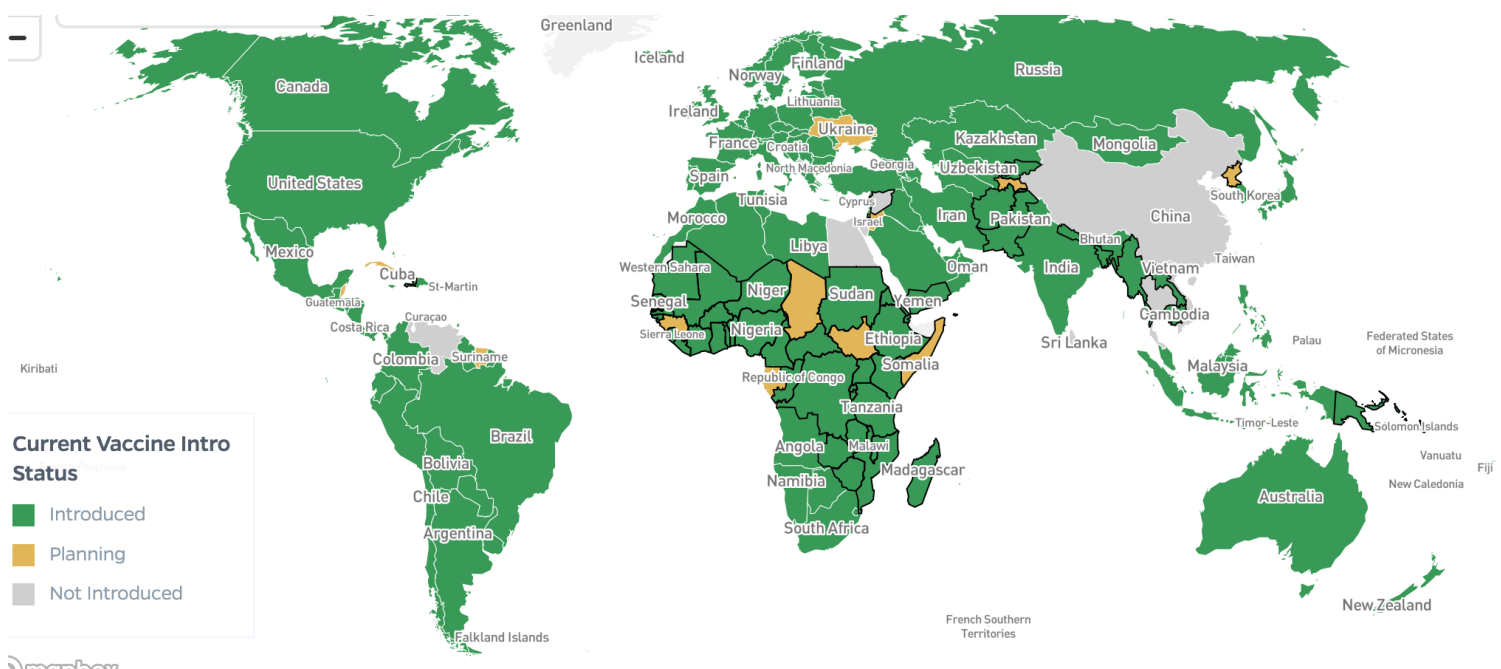 Greenland
Iceland
Finland
Norway
Russia
Canada
Lithuania
Ireland
Ukraine
Kazakhstan
Mongolia
France
Croatia
Georgia
Uzbekistan
North Macedonia
Spain
United States
South Korea
Tunisia
Cyprus
Morocco
Israel
Iran
Pakistan
China
Mexico
Libya
Bhutan
Taiwan
Western Sahara
Oman
India
Vietnam
Cuba
St-Martin
Guatemala
Niger
Sudan
Senegal
Yemen
Curaçao
Costa Rica
Sierra Leone
Nigeria
Ethiopia
Cambodia
Sri Lanka
Palau
Federated States
of Micronesia
Colombia
Suriname
Somalia
Malaysia
Kiribati
Republic of Congo
Tanzania
Timor-Leste
Solomon Islands
Brazil
Angola
Malawi
Vanuatu
Bolivia
Madagascar
Fiji
Namibia
New Caledonia
Chile
Australia
South Africa
Argentina
New Zealand
French Southern
Territories
Falkland Islands
Current Vaccine Intro
Status
Introduced
Planning
Not Introduced
mapbox